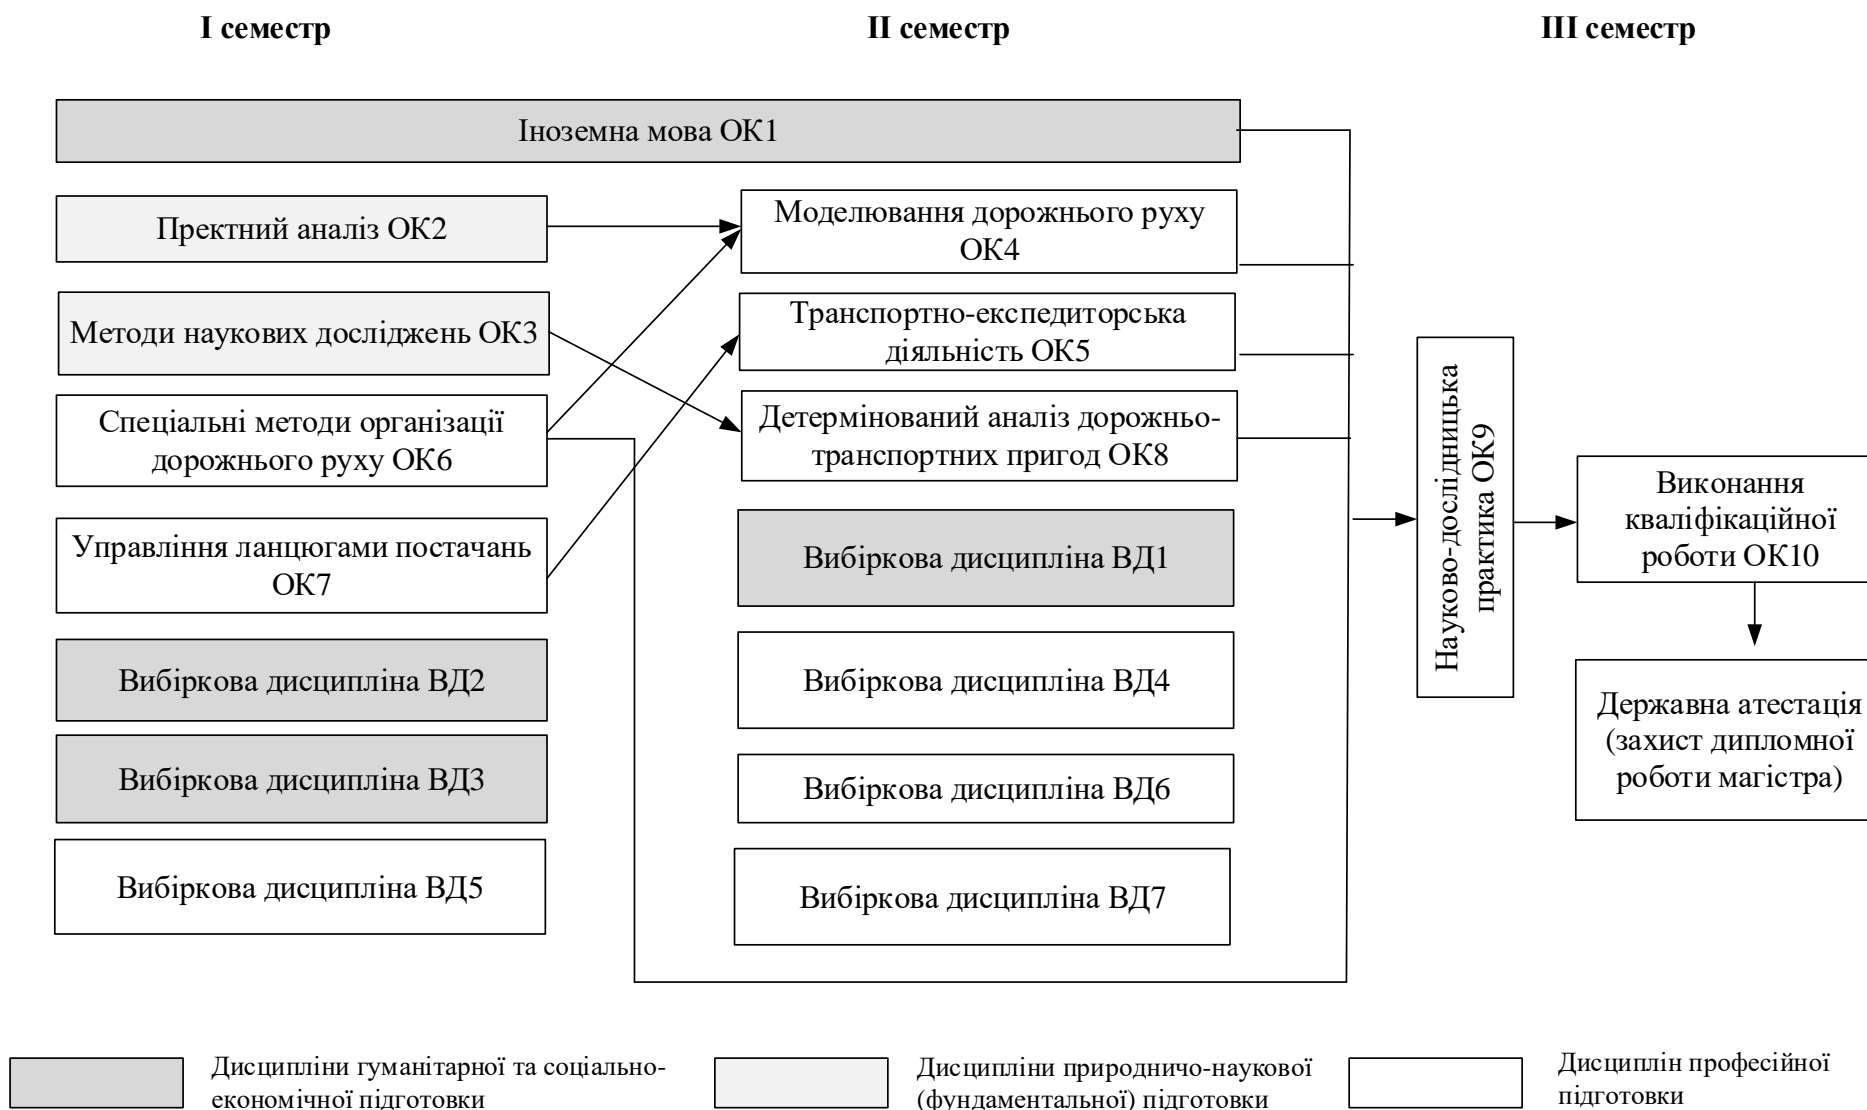 I семестр
II семестр
III семестр
Іноземна мова ОК1
Пректний аналіз ОК2
Методи наукових досліджень ОК3
Спеціальні методи організації
дорожнього руху ОК6
Управління ланцюгами постачань
ОК7
Вибіркова дисципліна ВД2
Вибіркова дисципліна ВД3
Вибіркова дисципліна ВД5
Моделювання дорожнього руху
ОК4
Транспортно-експедиторська
діяльність ОК5
Детермінований аналіз дорожньо-
транспортних пригод ОК8
Вибіркова дисципліна ВД1
Вибіркова дисципліна ВД4
Вибіркова дисципліна ВД6
Вибіркова дисципліна ВД7
Науково-дослідницька
практика ОК9
Виконання
кваліфікаційної
роботи ОК10
Державна атестація
(захист дипломної
роботи магістра)
Дисципліни гуманітарної та соціально-
економічної підготовки
Дисципліни природничо-наукової
(фундаментальної) підготовки
Дисциплін професійної
підготовки